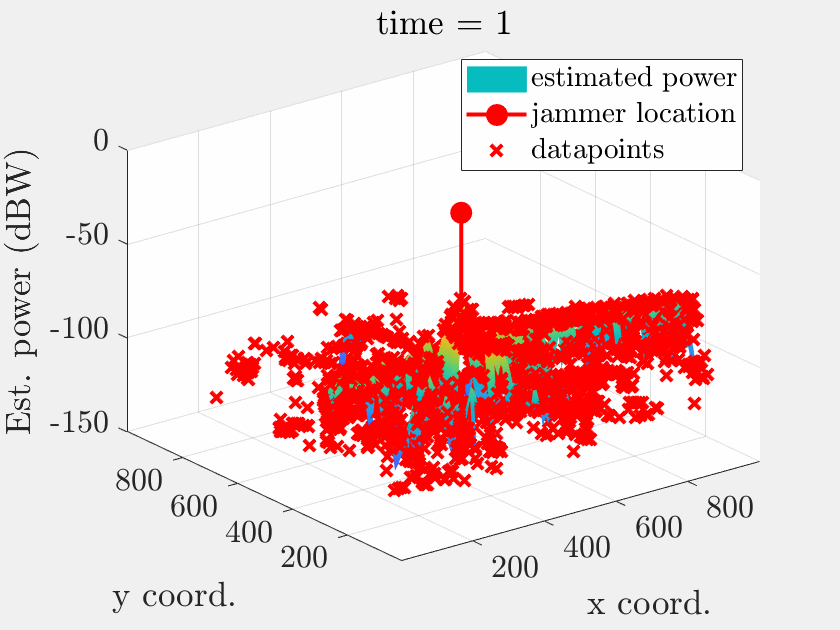 time = 1
estimated power
jammer location
datapoints
Est. power (dBW)
0
-50
-100
-150
800
600
400
200
y coord.
200
400
600
800
x coord.